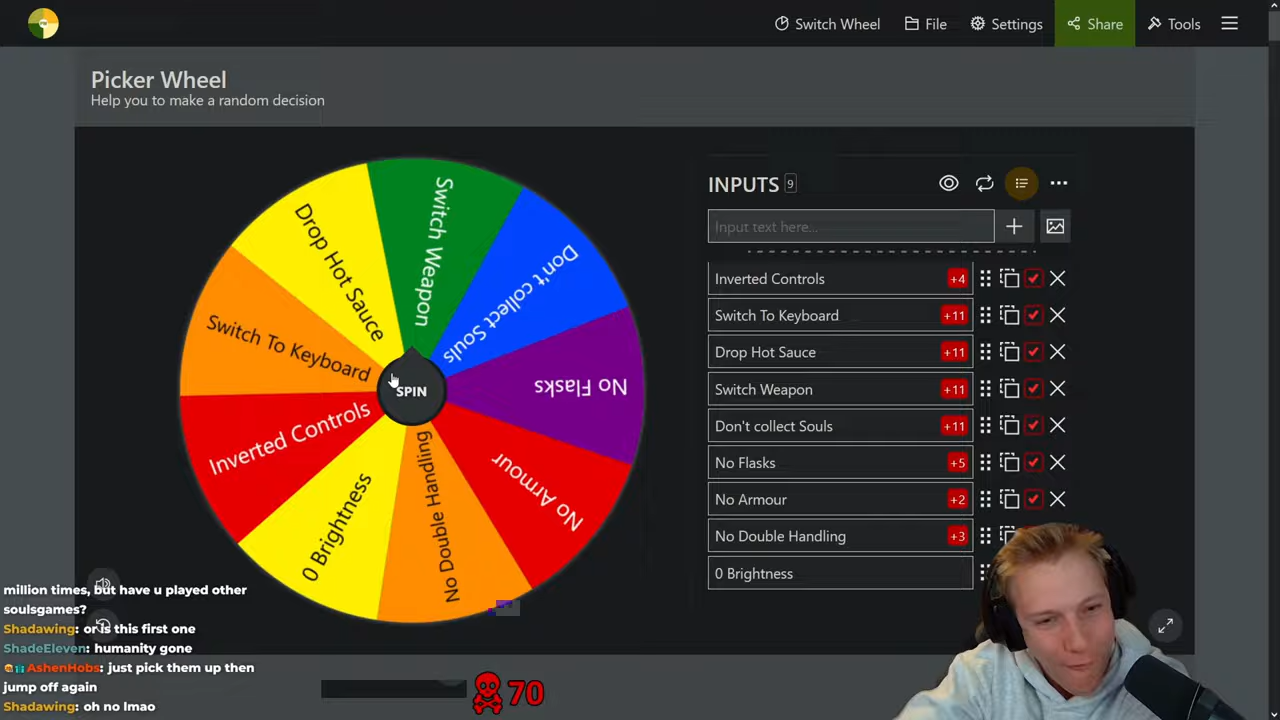 Switch Wheel
File
Settings
Share
Tools
Picker Wheel
Help you to make a random decision
Switch Weapon
Don't collect Souls
No Flasks
No Armour
No Double Handling
0 Brightness
Inverted Controls
Switch To Keyboard
Drop Hot Sauce
SPIN
INPUTS 9
Input text here...
Inverted Controls +4
Switch To Keyboard +11
Drop Hot Sauce +11
Switch Weapon +11
Don't collect Souls +11
No Flasks +5
No Armour +2
No Double Handling +3
0 Brightness
million times, but have u played other
soulsgames?
Shadawing: or is this first one
ShadeEleven: humanity gone
AshenHobs: just pick them up then
jump off again
Shadawing: oh no lmao
70